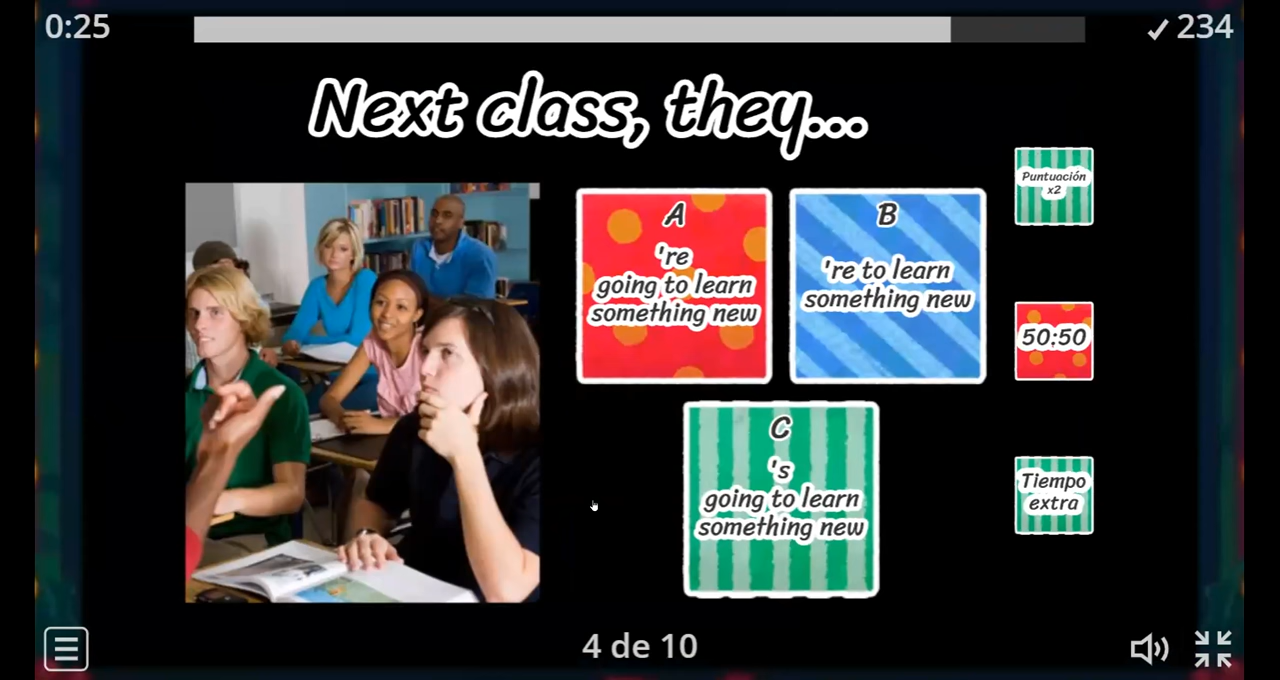 0:25
✓ 234
Next class, they...
A
're
going to learn
something new
B
're to learn
something new
C
's
going to learn
something new
Puntuación
x2
50:50
Tiempo
extra
4 de 10